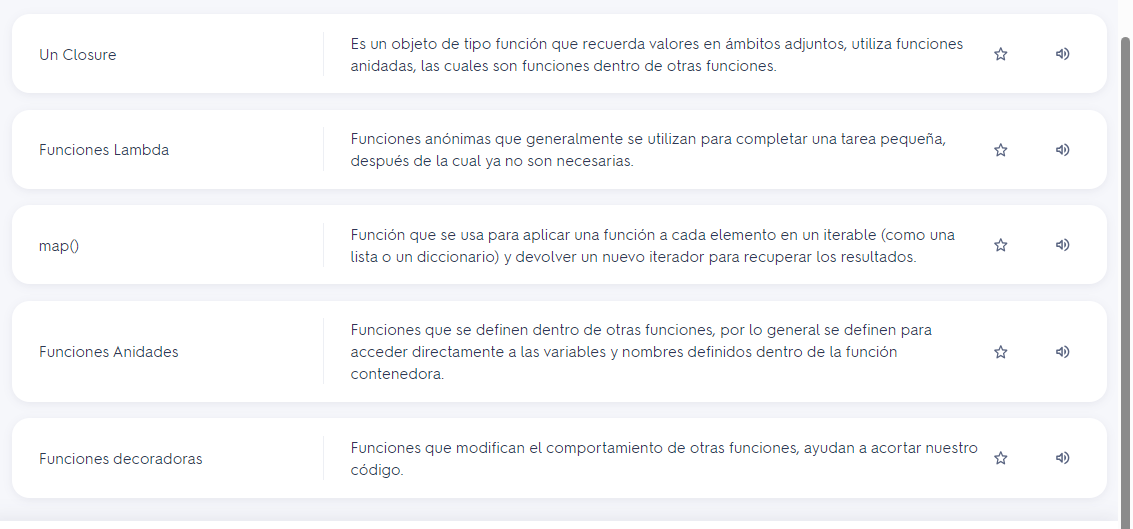 Un Closure
Es un objeto de tipo función que recuerda valores en ámbitos adjuntos, utiliza funciones
anidadas, las cuales son funciones dentro de otras funciones.
Funciones Lambda
Funciones anónimas que generalmente se utilizan para completar una tarea pequeña,
después de la cual ya no son necesarias.
map()
Función que se usa para aplicar una función a cada elemento en un iterable (como una
lista o un diccionario) y devolver un nuevo iterador para recuperar los resultados.
Funciones Anidades
Funciones que se definen dentro de otras funciones, por lo general se definen para
acceder directamente a las variables y nombres definidos dentro de la función
contenedora.
Funciones decoradoras
Funciones que modifican el comportamiento de otras funciones, ayudan a acortar nuestro
código.